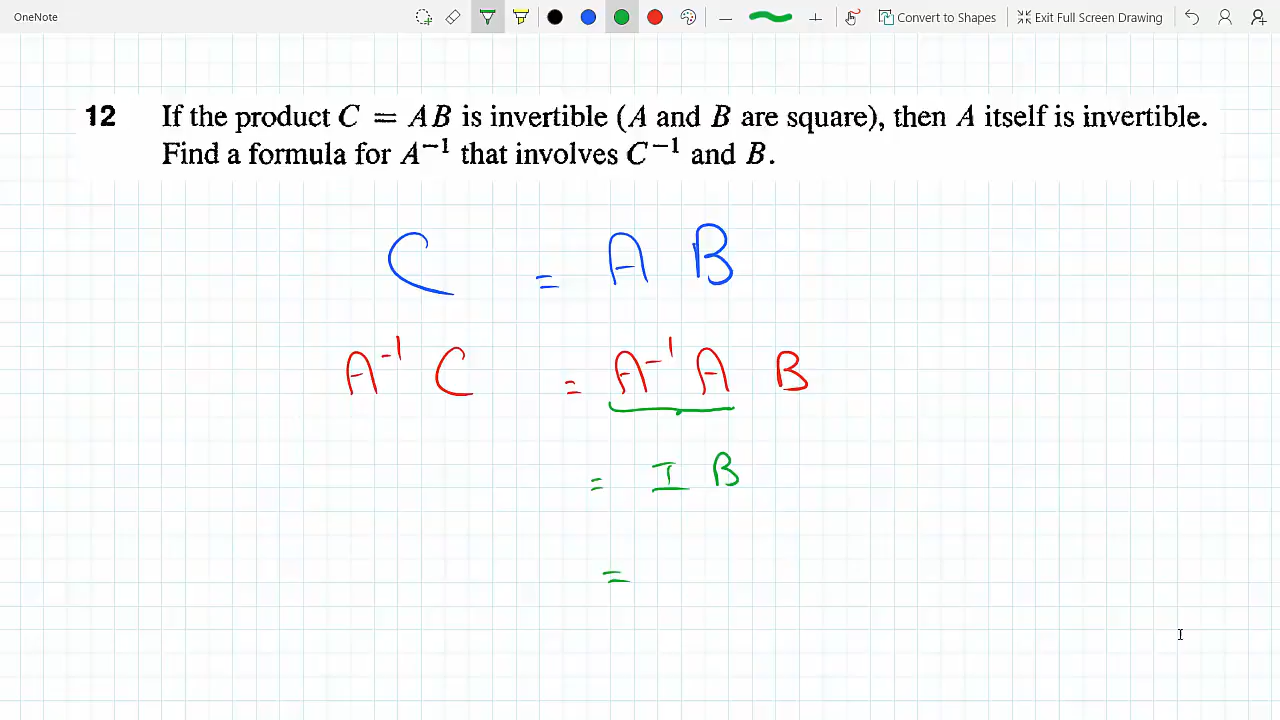 OneNote
Convert to Shapes
Exit Full Screen Drawing
12 If the product C = AB is invertible (A and B are square), then A itself is invertible.
Find a formula for A⁻¹ that involves C⁻¹ and B.
C = A B
A⁻¹ C = A⁻¹ A B
= I B
=